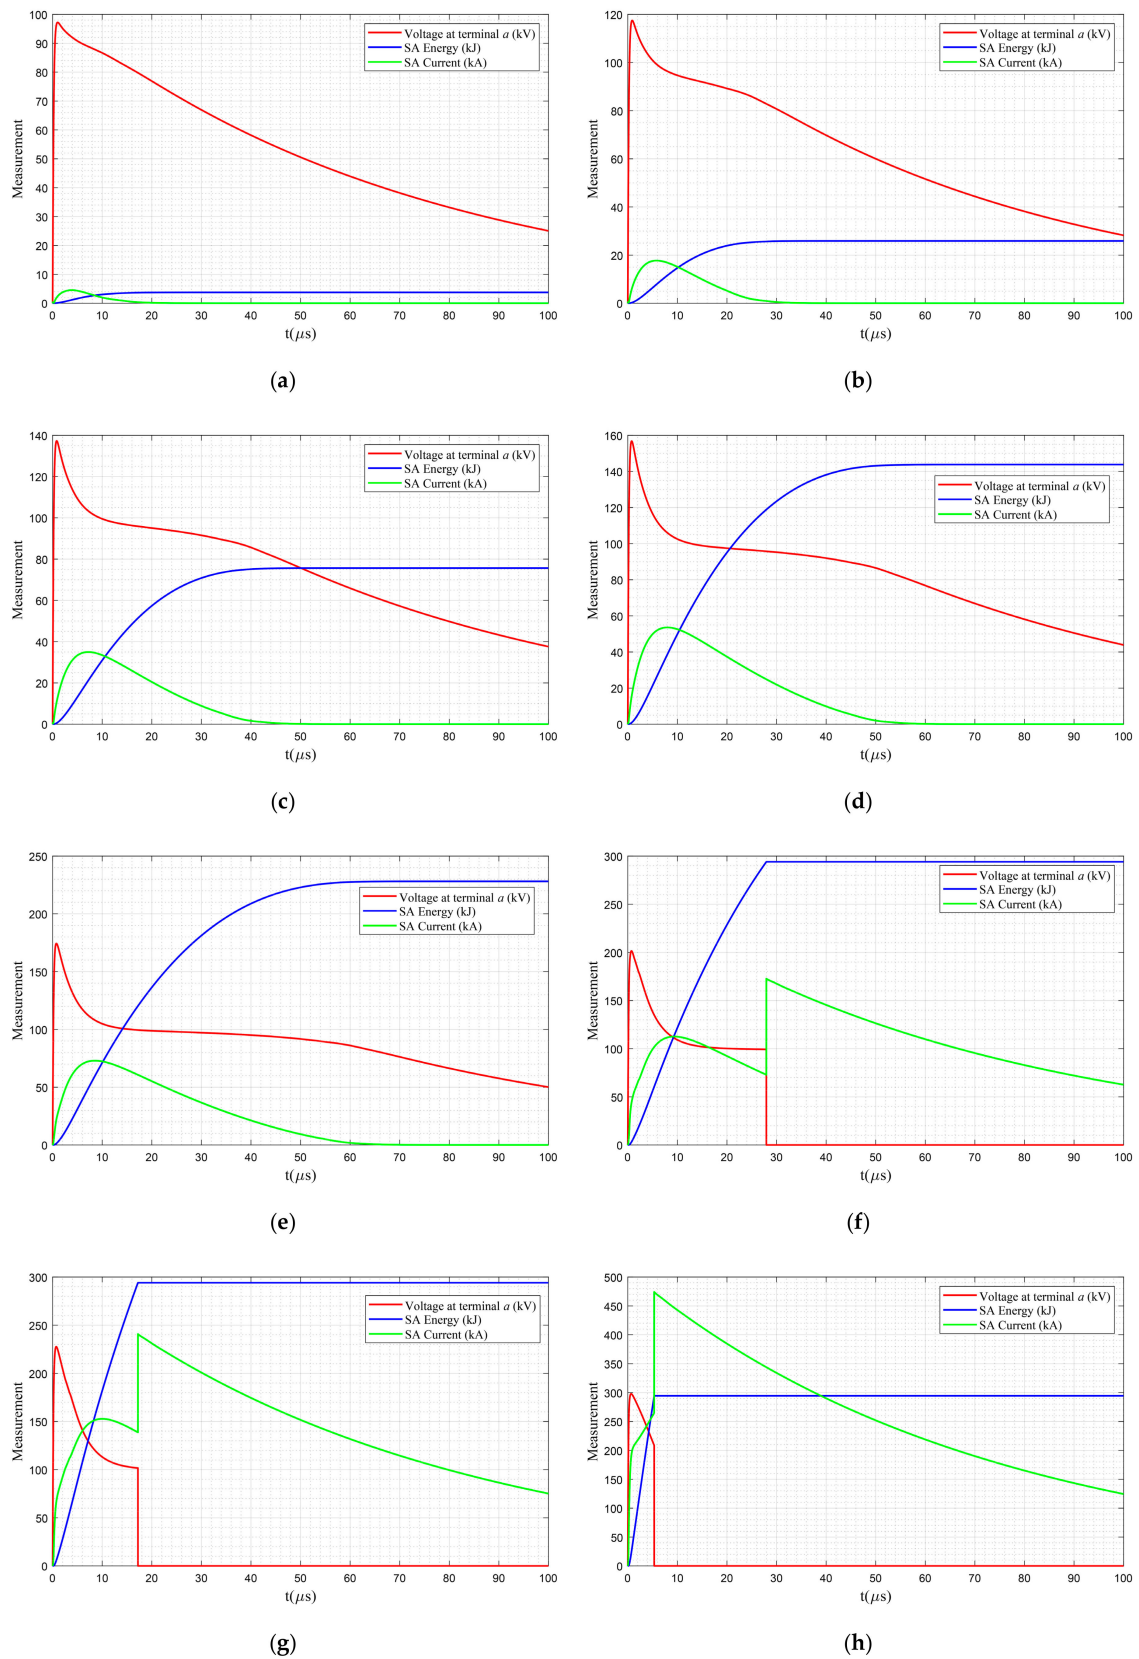 100
90
80
70
60
50
40
30
20
10
0
Measurement
Voltage at terminal a (kV)
SA Energy (kJ)
SA Current (kA)
0 10 20 30 40 50 60 70 80 90 100
t(μs)
(a)
120
100
80
60
40
20
0
Measurement
Voltage at terminal a (kV)
SA Energy (kJ)
SA Current (kA)
0 10 20 30 40 50 60 70 80 90 100
t(μs)
(b)
140
120
100
80
60
40
20
0
Measurement
Voltage at terminal a (kV)
SA Energy (kJ)
SA Current (kA)
0 10 20 30 40 50 60 70 80 90 100
t(μs)
(c)
160
140
120
100
80
60
40
20
0
Measurement
Voltage at terminal a (kV)
SA Energy (kJ)
SA Current (kA)
0 10 20 30 40 50 60 70 80 90 100
t(μs)
(d)
250
200
150
100
50
0
Measurement
Voltage at terminal a (kV)
SA Energy (kJ)
SA Current (kA)
0 10 20 30 40 50 60 70 80 90 100
t(μs)
(e)
300
250
200
150
100
50
0
Measurement
Voltage at terminal a (kV)
SA Energy (kJ)
SA Current (kA)
0 10 20 30 40 50 60 70 80 90 100
t(μs)
(f)
300
250
200
150
100
50
0
Measurement
Voltage at terminal a (kV)
SA Energy (kJ)
SA Current (kA)
0 10 20 30 40 50 60 70 80 90 100
t(μs)
(g)
500
450
400
350
300
250
200
150
100
50
0
Measurement
Voltage at terminal a (kV)
SA Energy (kJ)
SA Current (kA)
0 10 20 30 40 50 60 70 80 90 100
t(μs)
(h)